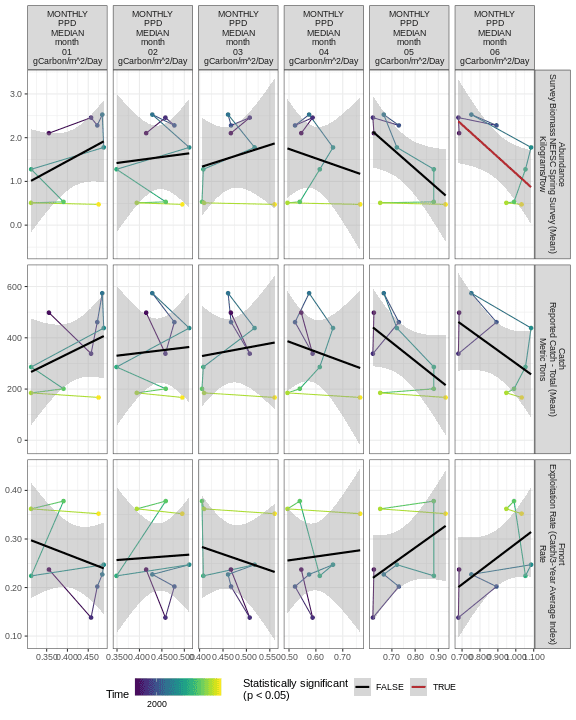 MONTHLY
PPD
MEDIAN
month
01
gCarbon/m^2/Day
MONTHLY
PPD
MEDIAN
month
02
gCarbon/m^2/Day
MONTHLY
PPD
MEDIAN
month
03
gCarbon/m^2/Day
MONTHLY
PPD
MEDIAN
month
04
gCarbon/m^2/Day
MONTHLY
PPD
MEDIAN
month
05
gCarbon/m^2/Day
MONTHLY
PPD
MEDIAN
month
06
gCarbon/m^2/Day
3.0
2.0
1.0
0.0
Abundance
Survey Biomass NEFSC Spring Survey (Mean)
Kilograms/tow
600
400
200
0
Catch
Reported Catch - Total (Mean)
Metric Tons
0.40
0.30
0.20
0.10
Fmort
Exploitation Rate (Catch/3-Year Average Index)
Rate
0.350 0.400 0.450
0.350 0.400 0.450 0.500
0.400 0.450 0.500 0.550
0.50 0.60 0.70
0.70 0.80 0.90
0.700 0.800 0.900 1.000 1.100
Time
2000
Statistically significant
(p < 0.05)
FALSE
TRUE